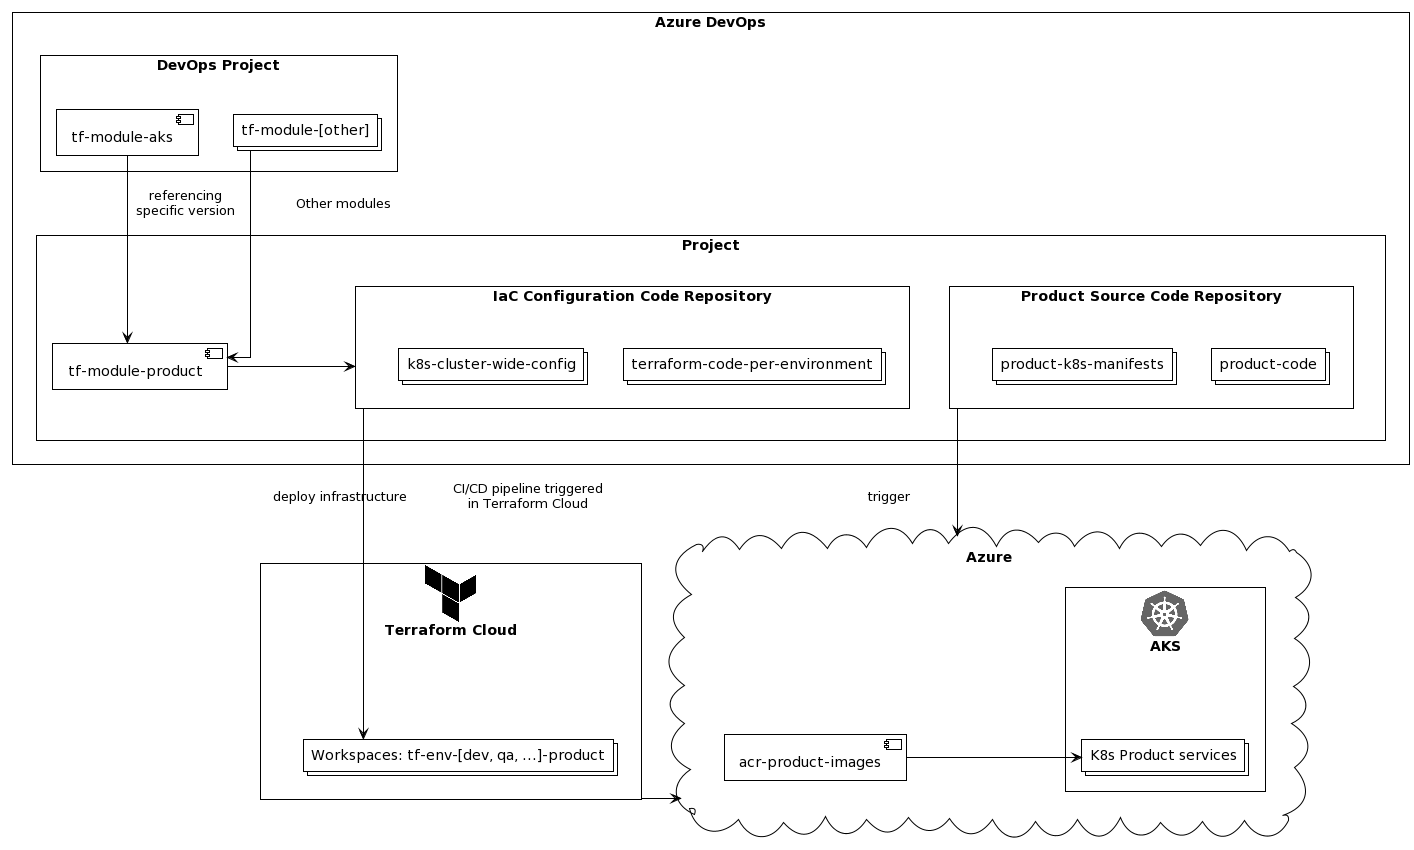 Azure DevOps
DevOps Project
tf-module-aks
tf-module-[other]
referencing
specific version
Other modules
Project
IaC Configuration Code Repository
Product Source Code Repository
k8s-cluster-wide-config
terraform-code-per-environment
product-k8s-manifests
product-code
tf-module-product
deploy infrastructure
CI/CD pipeline triggered
in Terraform Cloud
trigger
Azure
Terraform Cloud
AKS
Workspaces: tf-env-[dev, qa, ...]-product
acr-product-images
K8s Product services